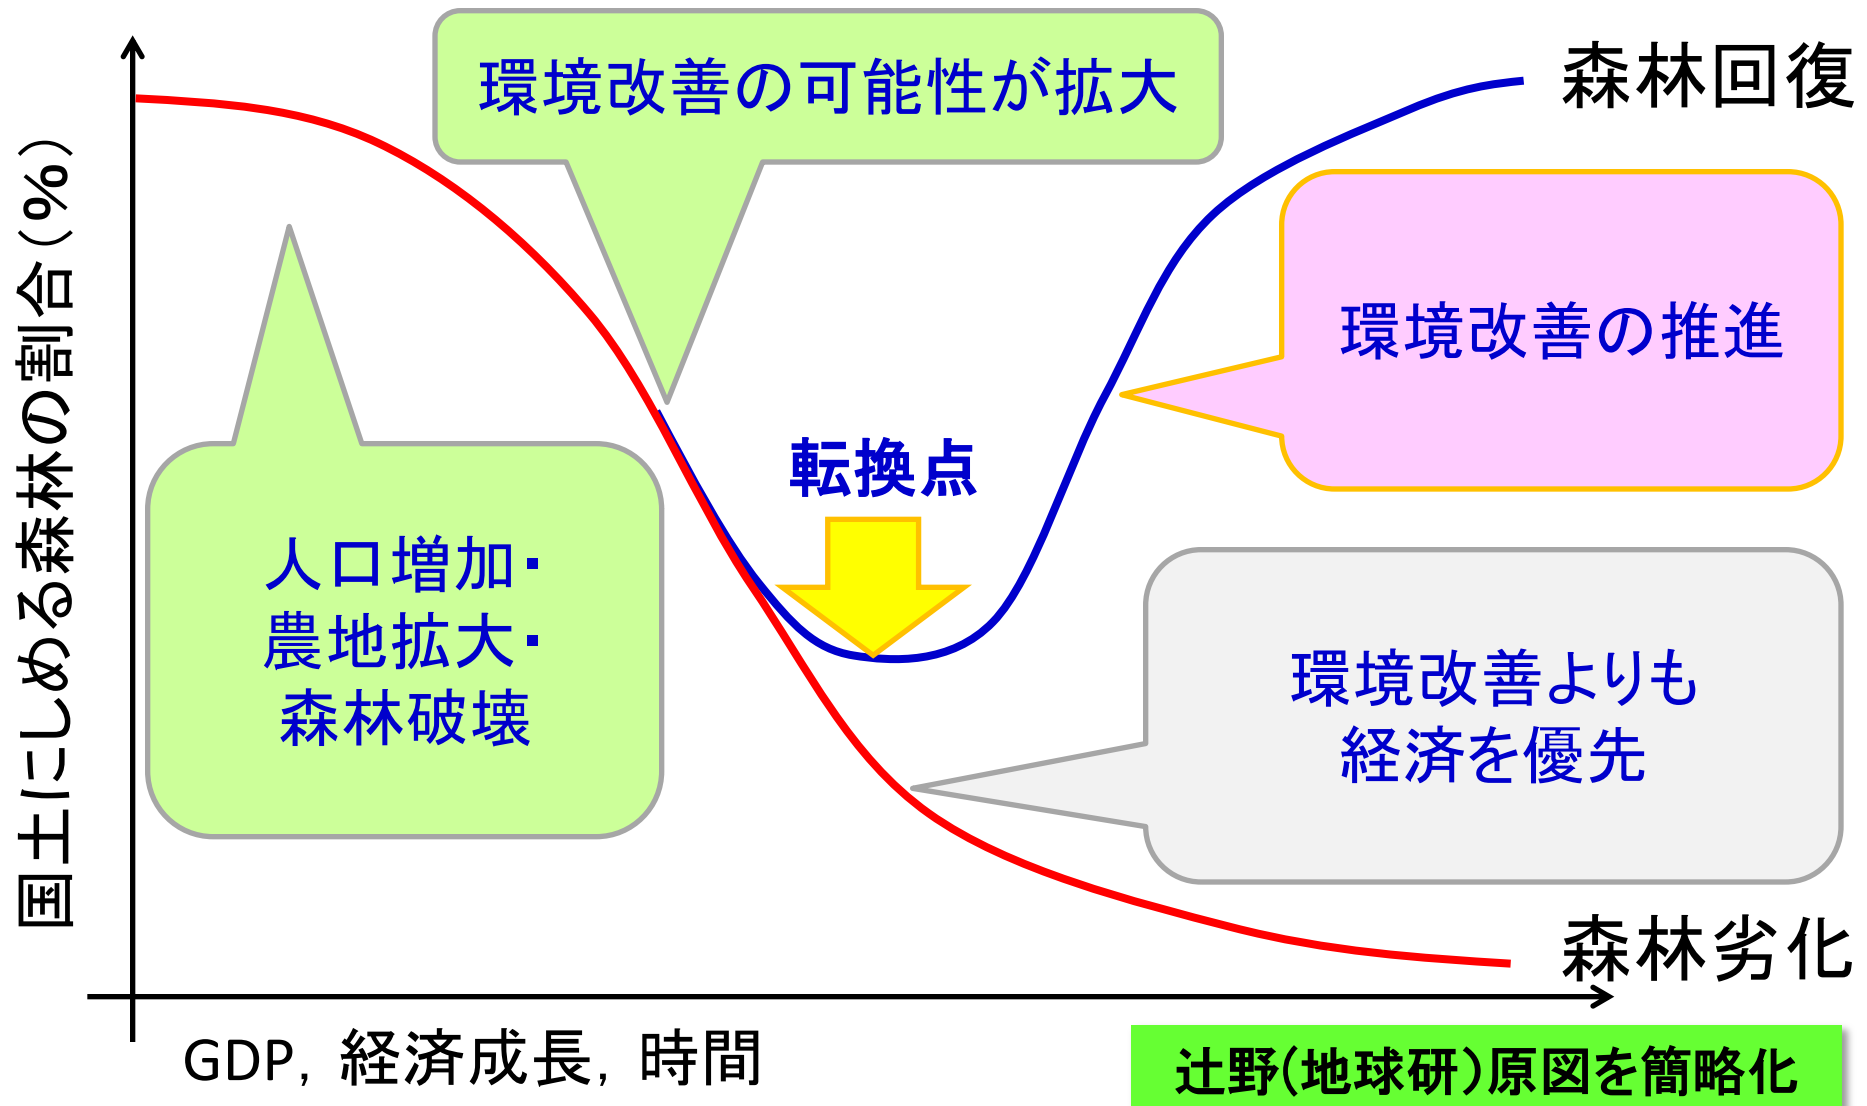 環境改善の可能性が拡大
森林回復
国土にしめる森林の割合(%)
環境改善の推進
転換点
人口増加・
農地拡大・
森林破壊
環境改善よりも
経済を優先
森林劣化
GDP, 経済成長, 時間
辻野(地球研)原図を簡略化